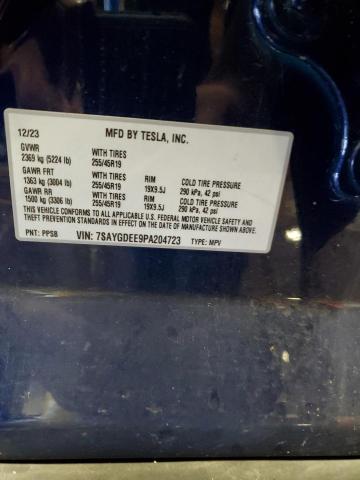 12/23 MFD BY TESLA, INC.
GVWR WITH TIRES
2369 kg (5224 lb) 255/45R19
GAWR FRT WITH TIRES RIM COLD TIRE PRESSURE
1363 kg (3004 lb) 255/45R19 19X9.5J 290 kPa, 42 psi
GAWR RR WITH TIRES RIM COLD TIRE PRESSURE
1500 kg (3306 lb) 255/45R19 19X9.5J 290 kPa, 42 psi
THIS VEHICLE CONFORMS TO ALL APPLICABLE U.S. FEDERAL MOTOR VEHICLE SAFETY AND
THEFT PREVENTION STANDARDS IN EFFECT ON THE DATE OF MANUFACTURE SHOWN ABOVE.
PNT: PPSB VIN: 7SAYGDEE9PA204723 TYPE: MPV